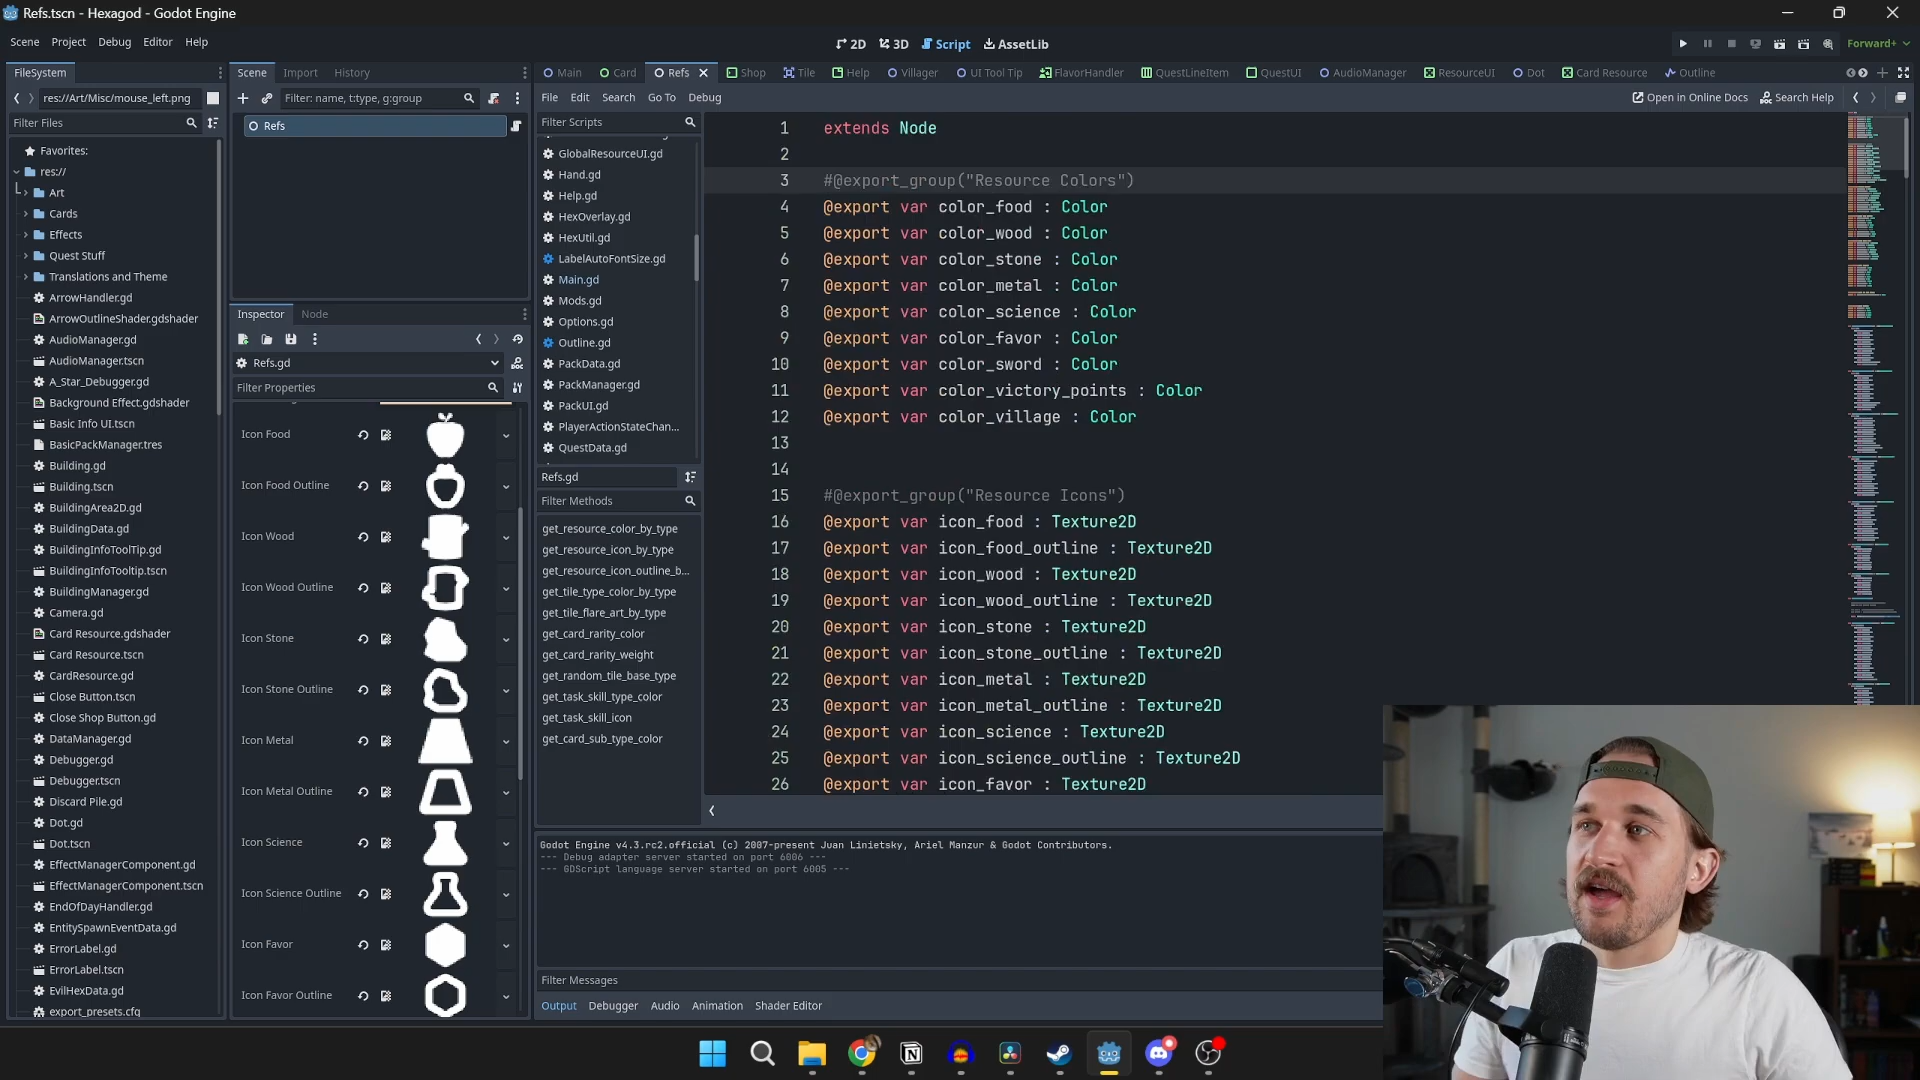 Refs.tscn - Hexagod - Godot Engine
Scene Project Debug Editor Help
2D 3D Script AssetLib
Forward+
FileSystem
res://Art/Misc/mouse_left.png
Filter Files
Favorites:
res://
Art
Cards
Effects
Quest Stuff
Translations and Theme
ArrowHandler.gd
ArrowOutlineShader.gdshader
AudioManager.gd
AudioManager.tscn
A_Star_Debugger.gd
Background Effect.gdshader
Basic Info UI.tscn
BasicPackManager.tres
Building.gd
Building.tscn
BuildingArea2D.gd
BuildingData.gd
BuildingInfoToolTip.gd
BuildingInfoTooltip.tscn
BuildingManager.gd
Camera.gd
Card Resource.gdshader
Card Resource.tscn
CardResource.gd
Close Button.tscn
Close Shop Button.gd
DataManager.gd
Debugger.gd
Debugger.tscn
Discard Pile.gd
Dot.gd
Dot.tscn
EffectManagerComponent.gd
EffectManagerComponent.tscn
EndOfDayHandler.gd
EntitySpawnEventData.gd
ErrorLabel.gd
ErrorLabel.tscn
EvilHexData.gd
export_presets.cfg
Scene Import History
Filter: name, t:type, g:group
Refs
Inspector Node
Refs.gd
Filter Properties
Icon Food
Icon Food Outline
Icon Wood
Icon Wood Outline
Icon Stone
Icon Stone Outline
Icon Metal
Icon Metal Outline
Icon Science
Icon Science Outline
Icon Favor
Icon Favor Outline
Main Card Refs Shop Tile Help Villager UI Tool Tip FlavorHandler QuestLineItem QuestUI AudioManager ResourceUI Dot Card Resource Outline
File Edit Search Go To Debug
Open in Online Docs Search Help
Filter Scripts
GlobalResourceUI.gd
Hand.gd
Help.gd
HexOverlay.gd
HexUtil.gd
LabelAutoFontSize.gd
Main.gd
Mods.gd
Options.gd
Outline.gd
PackData.gd
PackManager.gd
PackUI.gd
PlayerActionStateChan...
QuestData.gd
Refs.gd
Filter Methods
get_resource_color_by_type
get_resource_icon_by_type
get_resource_icon_outline_b...
get_tile_type_color_by_type
get_tile_flare_art_by_type
get_card_rarity_color
get_card_rarity_weight
get_random_tile_base_type
get_task_skill_type_color
get_task_skill_icon
get_card_sub_type_color
1 extends Node
2
3 #@export_group("Resource Colors")
4 @export var color_food : Color
5 @export var color_wood : Color
6 @export var color_stone : Color
7 @export var color_metal : Color
8 @export var color_science : Color
9 @export var color_favor : Color
10 @export var color_sword : Color
11 @export var color_victory_points : Color
12 @export var color_village : Color
13
14
15 #@export_group("Resource Icons")
16 @export var icon_food : Texture2D
17 @export var icon_food_outline : Texture2D
18 @export var icon_wood : Texture2D
19 @export var icon_wood_outline : Texture2D
20 @export var icon_stone : Texture2D
21 @export var icon_stone_outline : Texture2D
22 @export var icon_metal : Texture2D
23 @export var icon_metal_outline : Texture2D
24 @export var icon_science : Texture2D
25 @export var icon_science_outline : Texture2D
26 @export var icon_favor : Texture2D
Godot Engine v4.3.rc2.official (c) 2007-present Juan Linietsky, Ariel Manzur & Godot Contributors.
--- Debug adapter server started on port 6006 ---
--- GDScript language server started on port 6005 ---
Filter Messages
Output Debugger Audio Animation Shader Editor